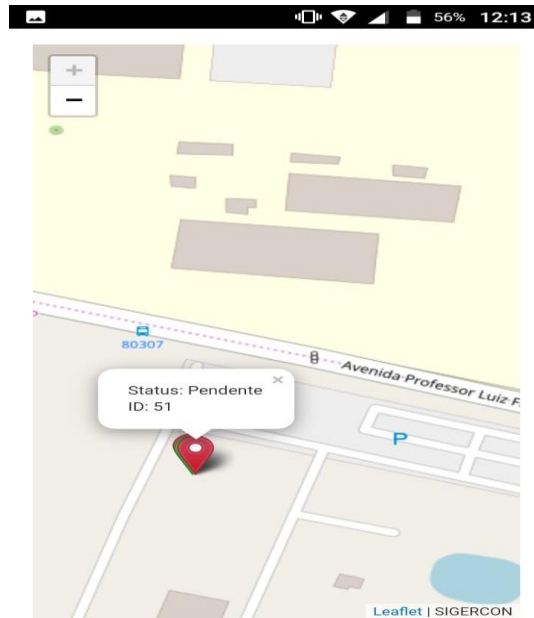 56% 12:13
+
−
80307
Avenida Professor Luiz F
Status: Pendente
ID: 51
×
P
Leaflet | SIGERCON